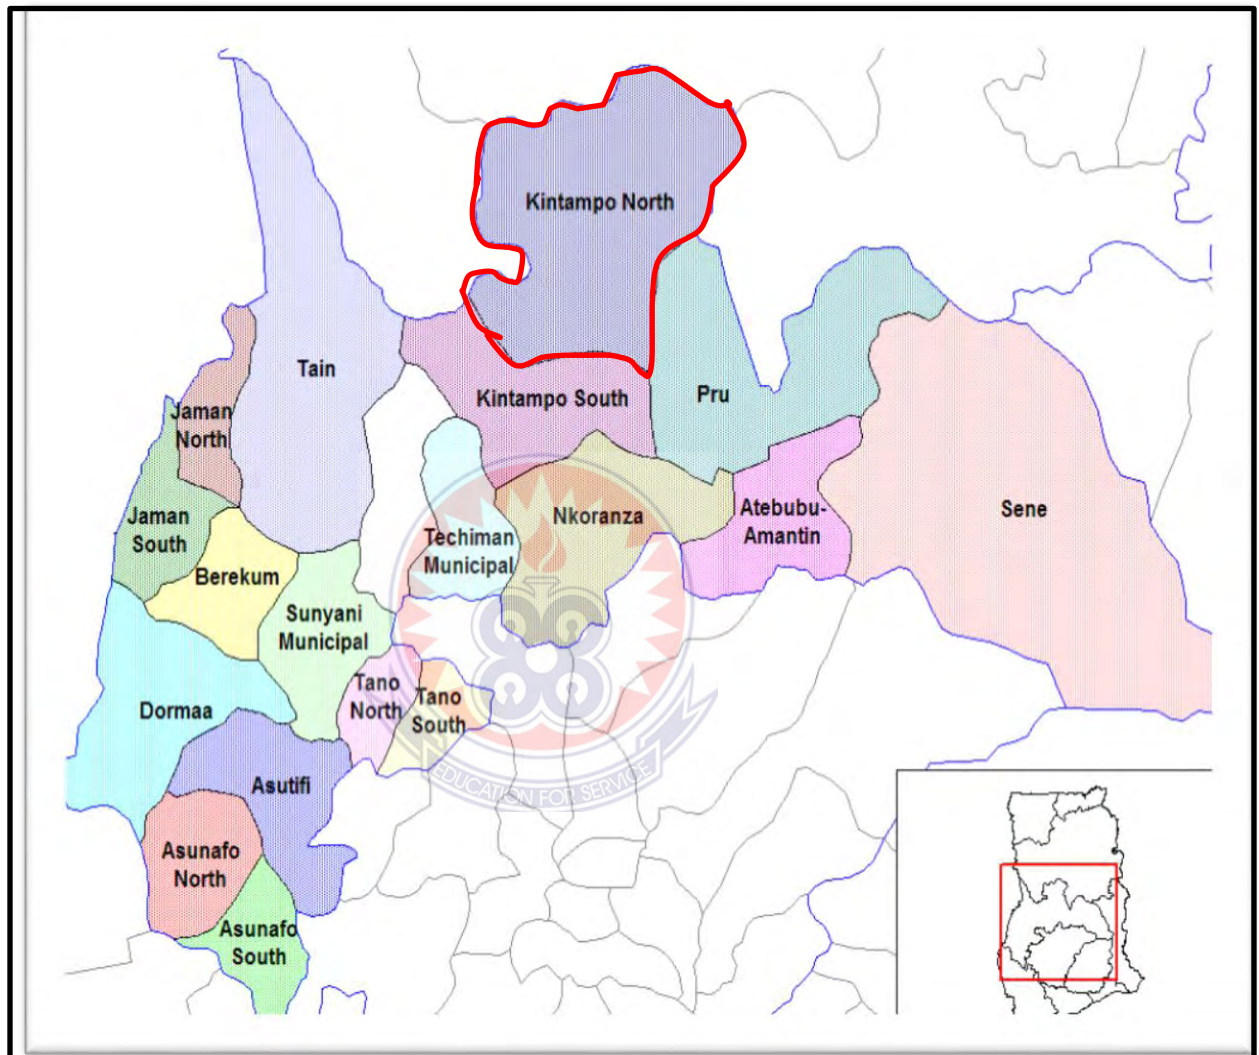 Kintampo North
Tain
Kintampo South
Pru
Jaman
North
Jaman
South
Nkoranza
Atebubu-
Amantin
Sene
Techiman
Municipal
Berekum
Sunyani
Municipal
Tano
North
Tano
South
Dormaa
Asutifi
EDUCATION FOR SERVICE
Asunafo
North
Asunafo
South